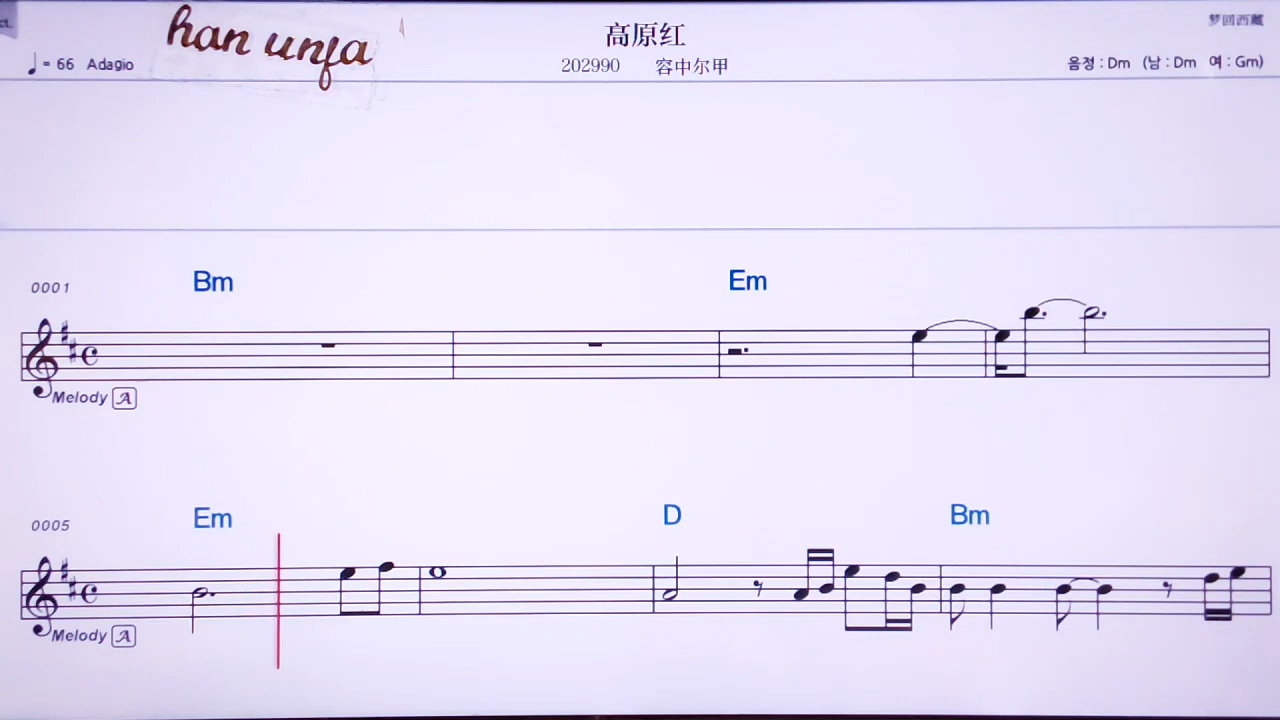 han unfa
高原红
梦回西藏
♩= 66 Adagio
202990 容中尔甲
음정 : Dm (남 : Dm 여 : Gm)
0001
Bm
Em
Melody A
0005
Em
D
Bm
Melody A